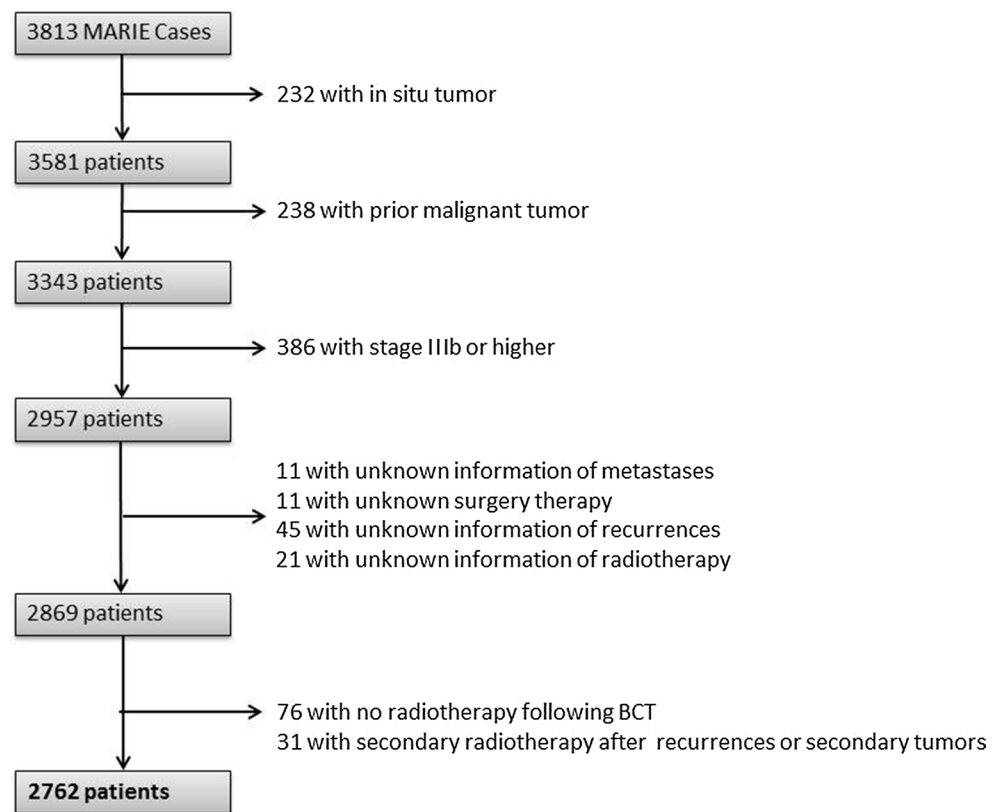 3813 MARIE Cases
232 with in situ tumor
3581 patients
238 with prior malignant tumor
3343 patients
386 with stage IIIb or higher
2957 patients
11 with unknown information of metastases
11 with unknown surgery therapy
45 with unknown information of recurrences
21 with unknown information of radiotherapy
2869 patients
76 with no radiotherapy following BCT
31 with secondary radiotherapy after recurrences or secondary tumors
2762 patients